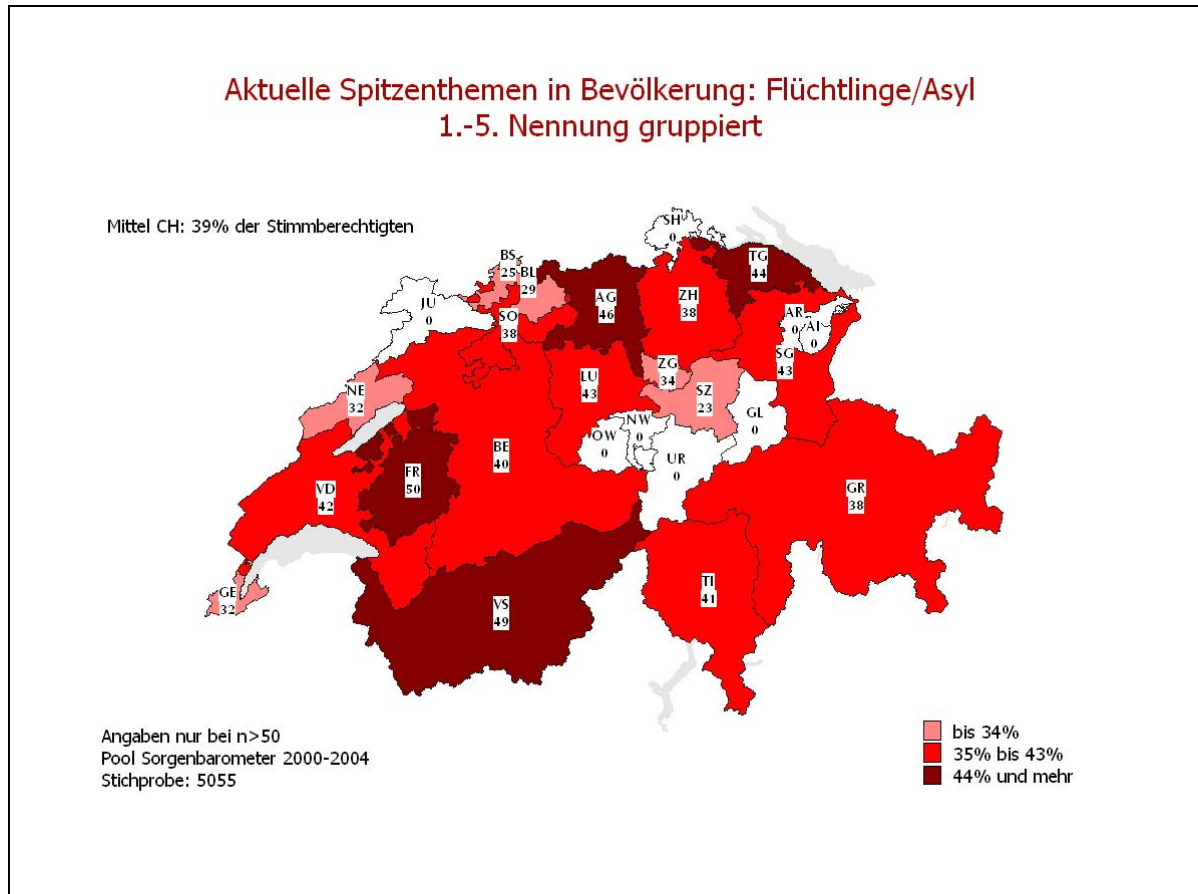 Aktuelle Spitzenthemen in Bevölkerung: Flüchtlinge/Asyl
1.-5. Nennung gruppiert
Mittel CH: 39% der Stimmberechtigten
SH
0
BS
25
BL
29
TG
44
AG
46
ZH
38
JU
0
SO
38
AR
0
AI
0
SG
43
ZG
34
LU
43
SZ
23
NE
32
GL
0
NW
0
OW
0
BE
40
UR
0
FR
50
VD
42
GR
38
GE
32
TI
41
VS
49
Angaben nur bei n>50
Pool Sorgenbarometer 2000-2004
Stichprobe: 5055
bis 34%
35% bis 43%
44% und mehr